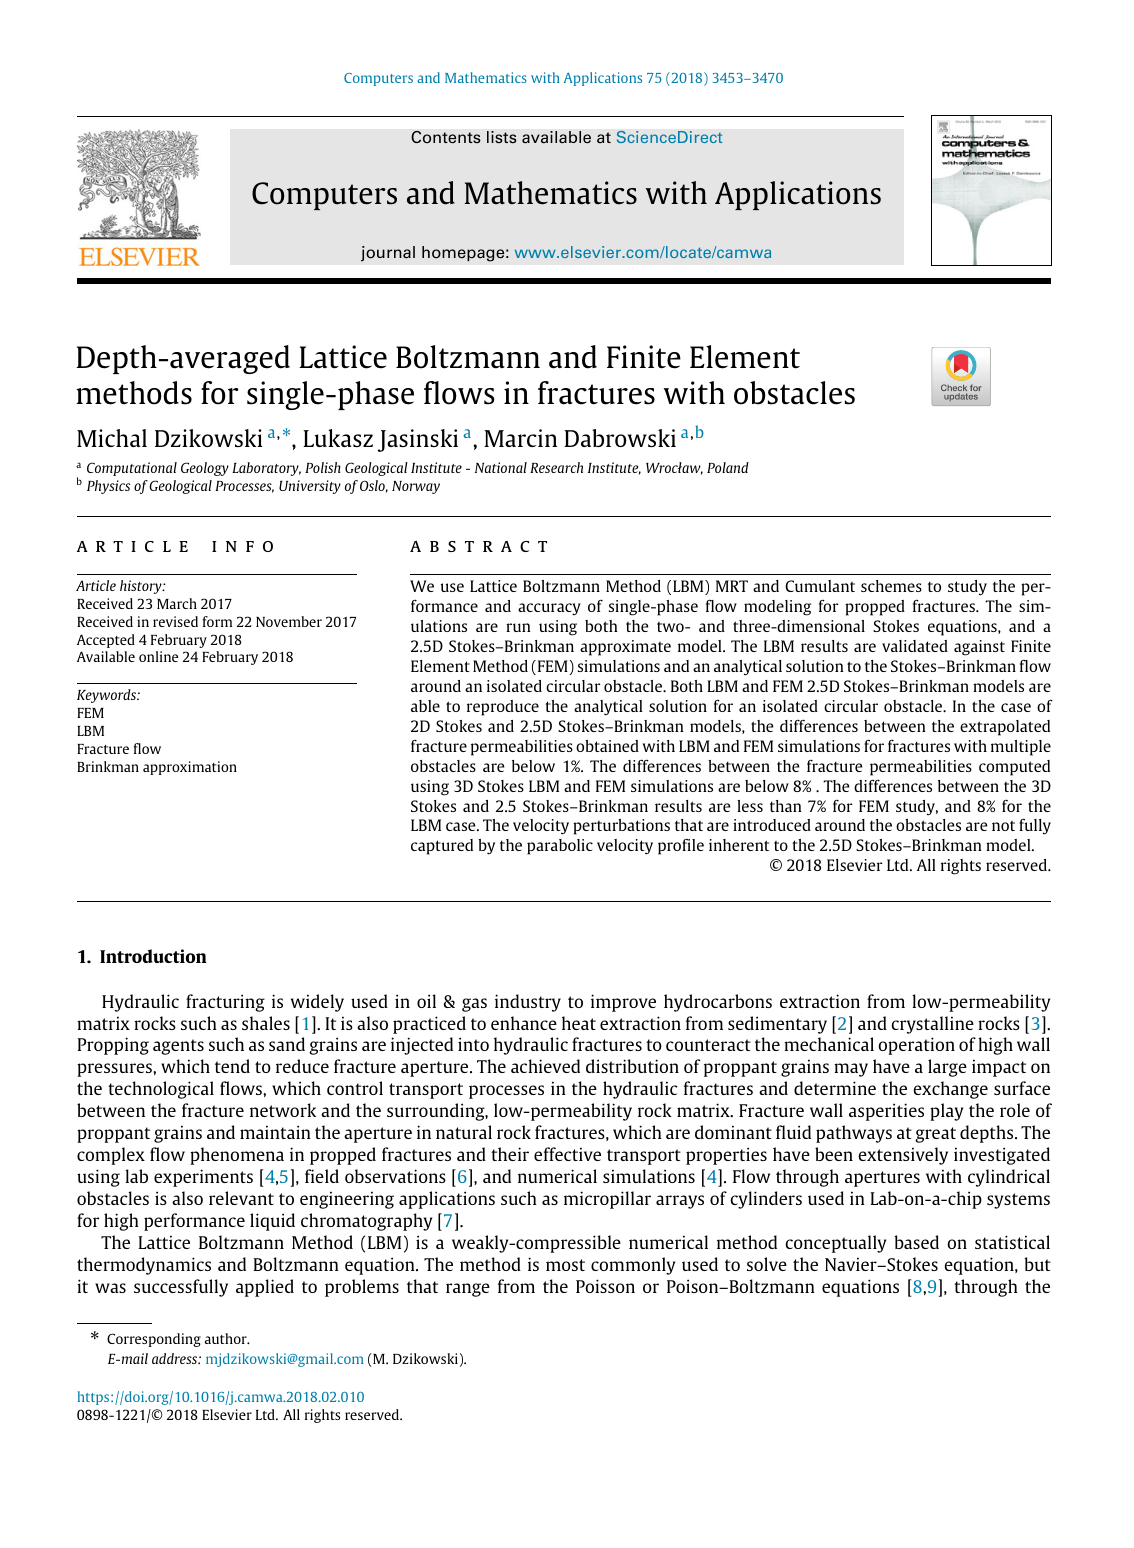 Computers and Mathematics with Applications 75 (2018) 3453–3470
Contents lists available at ScienceDirect
Computers and Mathematics with Applications
journal homepage: www.elsevier.com/locate/camwa
ELSEVIER
An International Journal
computers &
mathematics
with applications
Depth-averaged Lattice Boltzmann and Finite Element
methods for single-phase flows in fractures with obstacles
Check for
updates
Michal Dzikowski a,*, Lukasz Jasinski a, Marcin Dabrowski a,b
a Computational Geology Laboratory, Polish Geological Institute - National Research Institute, Wrocław, Poland
b Physics of Geological Processes, University of Oslo, Norway
ARTICLE INFO
Article history:
Received 23 March 2017
Received in revised form 22 November 2017
Accepted 4 February 2018
Available online 24 February 2018
Keywords:
FEM
LBM
Fracture flow
Brinkman approximation
ABSTRACT
We use Lattice Boltzmann Method (LBM) MRT and Cumulant schemes to study the per-
formance and accuracy of single-phase flow modeling for propped fractures. The sim-
ulations are run using both the two- and three-dimensional Stokes equations, and a
2.5D Stokes–Brinkman approximate model. The LBM results are validated against Finite
Element Method (FEM) simulations and an analytical solution to the Stokes–Brinkman flow
around an isolated circular obstacle. Both LBM and FEM 2.5D Stokes–Brinkman models are
able to reproduce the analytical solution for an isolated circular obstacle. In the case of
2D Stokes and 2.5D Stokes–Brinkman models, the differences between the extrapolated
fracture permeabilities obtained with LBM and FEM simulations for fractures with multiple
obstacles are below 1%. The differences between the fracture permeabilities computed
using 3D Stokes LBM and FEM simulations are below 8% . The differences between the 3D
Stokes and 2.5 Stokes–Brinkman results are less than 7% for FEM study, and 8% for the
LBM case. The velocity perturbations that are introduced around the obstacles are not fully
captured by the parabolic velocity profile inherent to the 2.5D Stokes–Brinkman model.
© 2018 Elsevier Ltd. All rights reserved.
1. Introduction
Hydraulic fracturing is widely used in oil & gas industry to improve hydrocarbons extraction from low-permeability
matrix rocks such as shales [1]. It is also practiced to enhance heat extraction from sedimentary [2] and crystalline rocks [3].
Propping agents such as sand grains are injected into hydraulic fractures to counteract the mechanical operation of high wall
pressures, which tend to reduce fracture aperture. The achieved distribution of proppant grains may have a large impact on
the technological flows, which control transport processes in the hydraulic fractures and determine the exchange surface
between the fracture network and the surrounding, low-permeability rock matrix. Fracture wall asperities play the role of
proppant grains and maintain the aperture in natural rock fractures, which are dominant fluid pathways at great depths. The
complex flow phenomena in propped fractures and their effective transport properties have been extensively investigated
using lab experiments [4,5], field observations [6], and numerical simulations [4]. Flow through apertures with cylindrical
obstacles is also relevant to engineering applications such as micropillar arrays of cylinders used in Lab-on-a-chip systems
for high performance liquid chromatography [7].
The Lattice Boltzmann Method (LBM) is a weakly-compressible numerical method conceptually based on statistical
thermodynamics and Boltzmann equation. The method is most commonly used to solve the Navier–Stokes equation, but
it was successfully applied to problems that range from the Poisson or Poison–Boltzmann equations [8,9], through the
* Corresponding author.
E-mail address: mjdzikowski@gmail.com (M. Dzikowski).
https://doi.org/10.1016/j.camwa.2018.02.010
0898-1221/© 2018 Elsevier Ltd. All rights reserved.